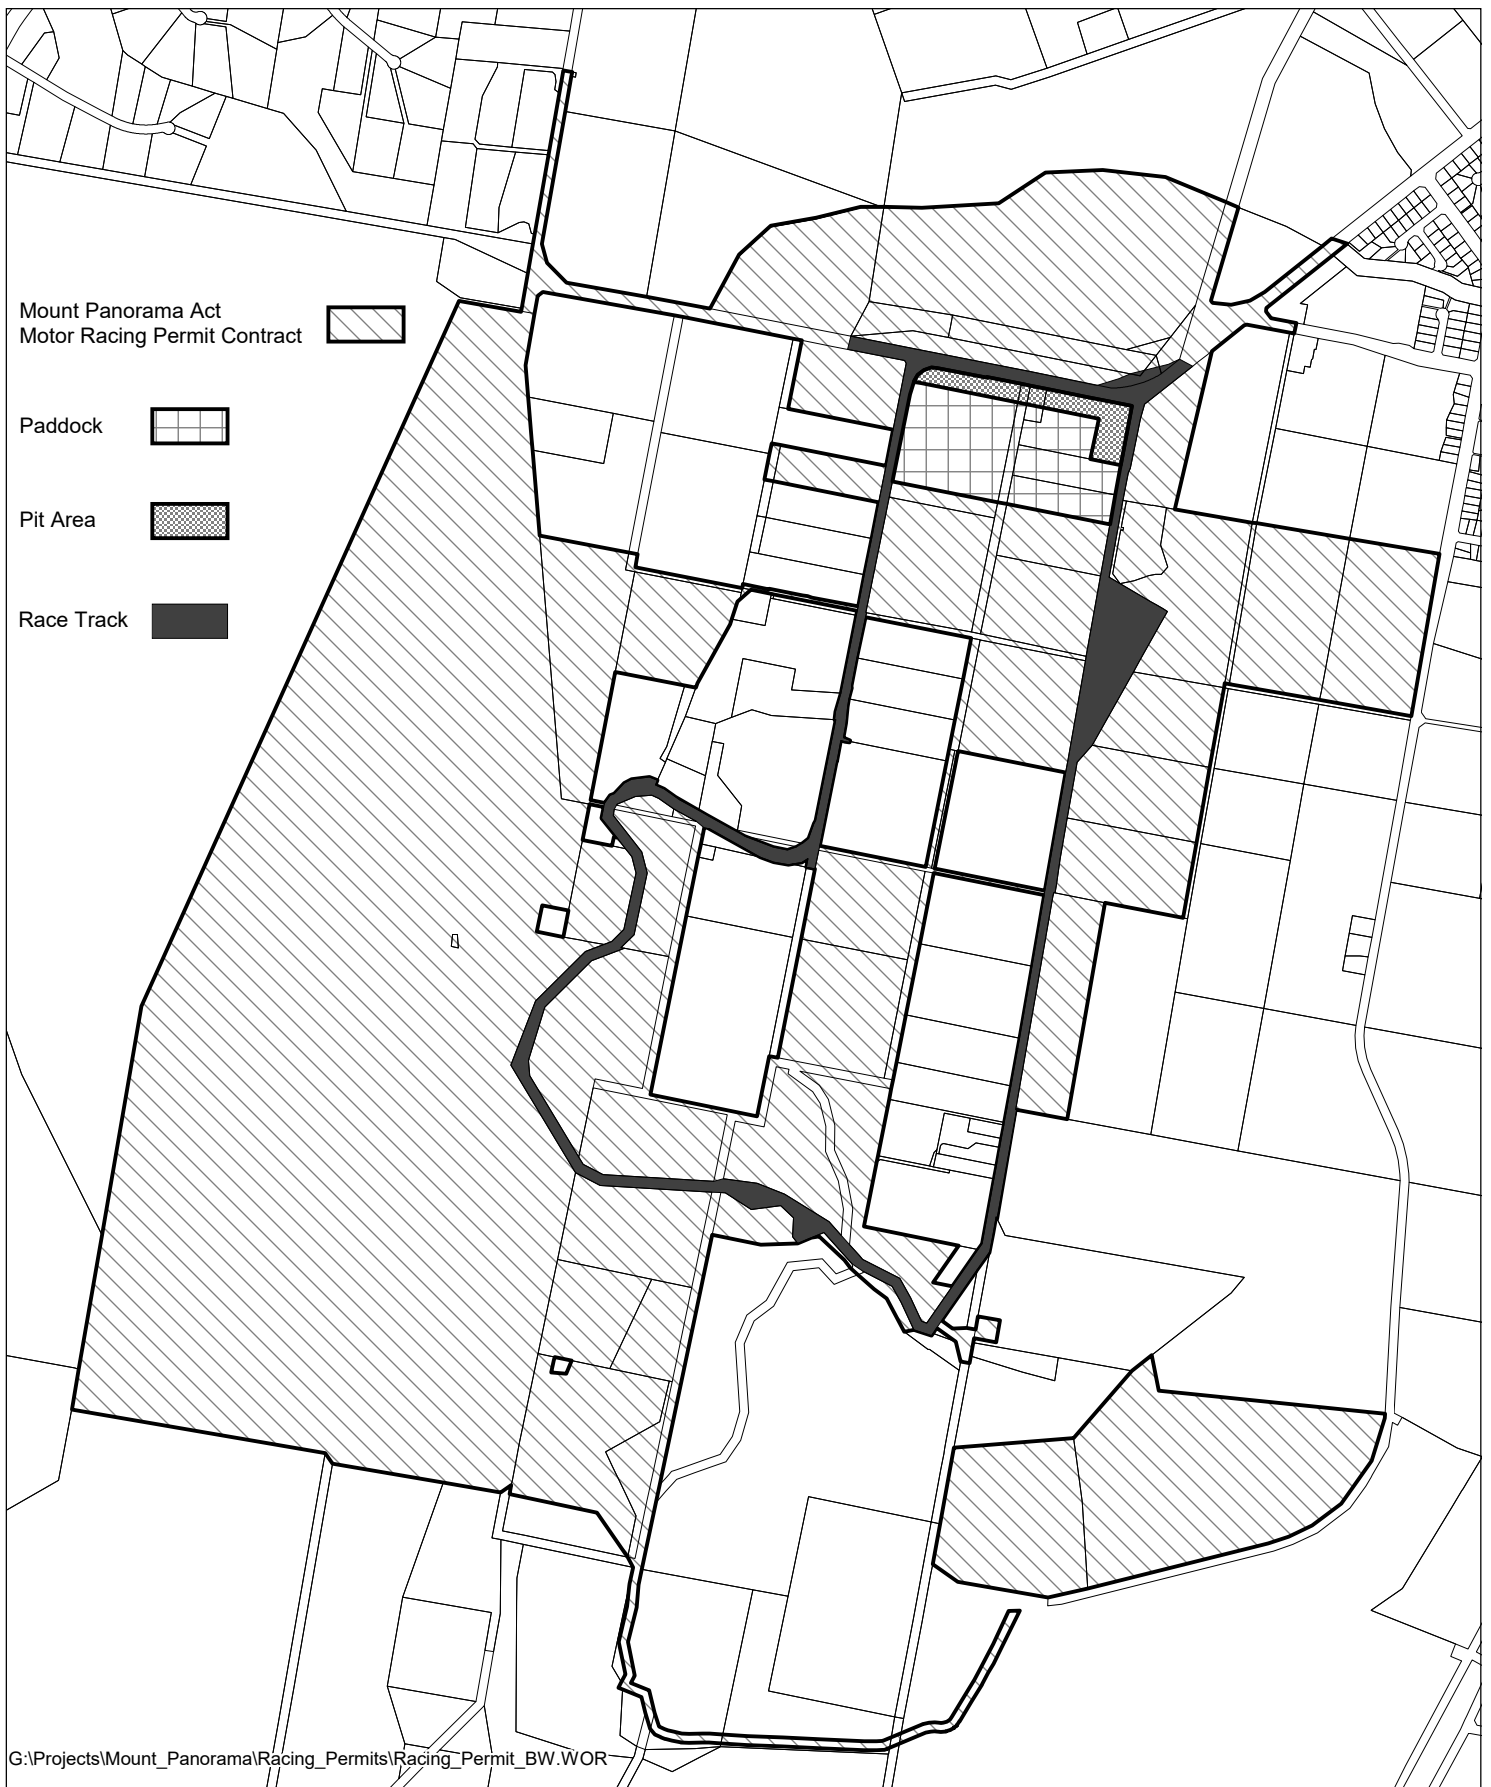 Mount Panorama Act
Motor Racing Permit Contract
Paddock
Pit Area
Race Track
G:\Projects\Mount_Panorama\Racing_Permits\Racing_Permit_BW.WOR